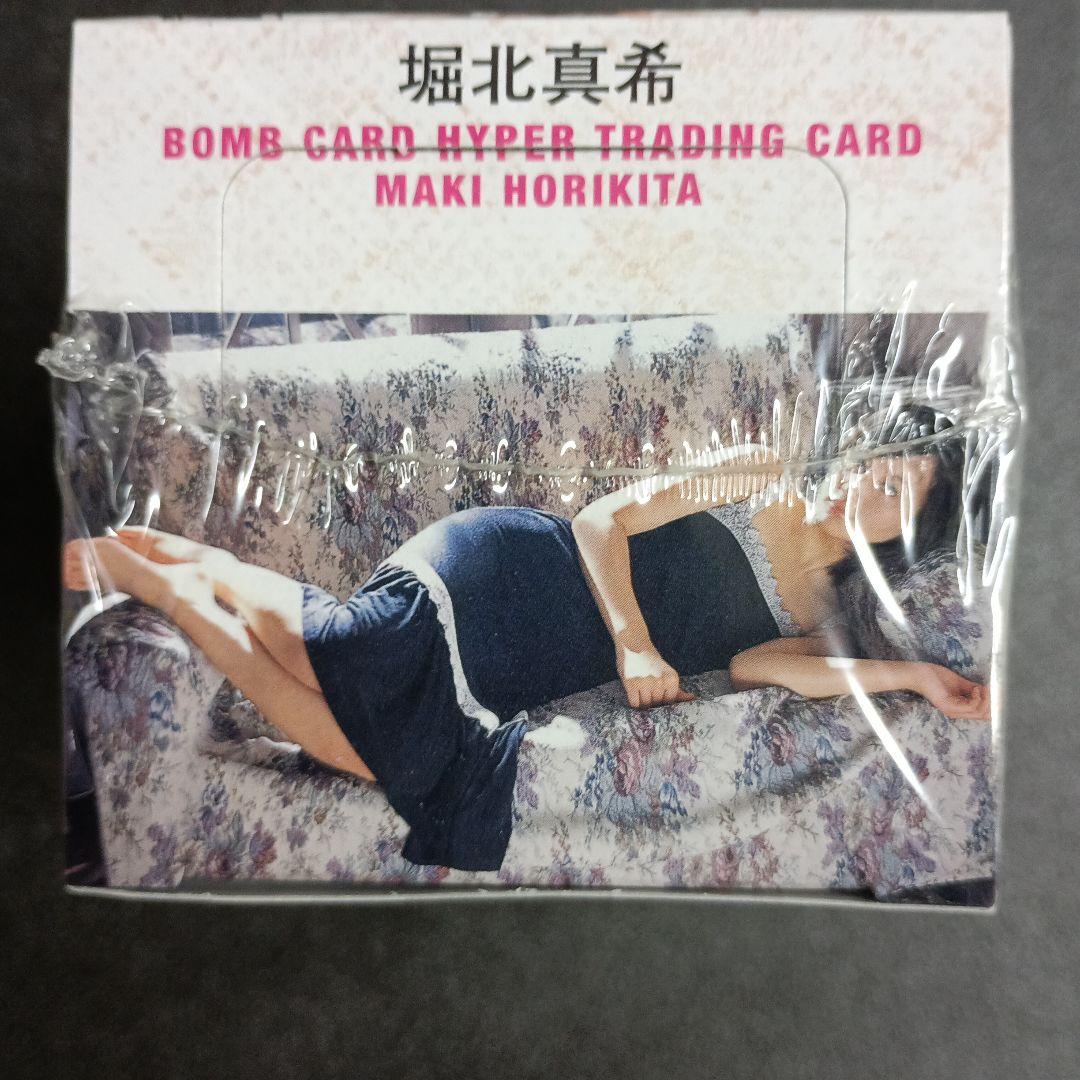 堀北真希
BOMB CARD HYPER TRADING CARD
MAKI HORIKITA